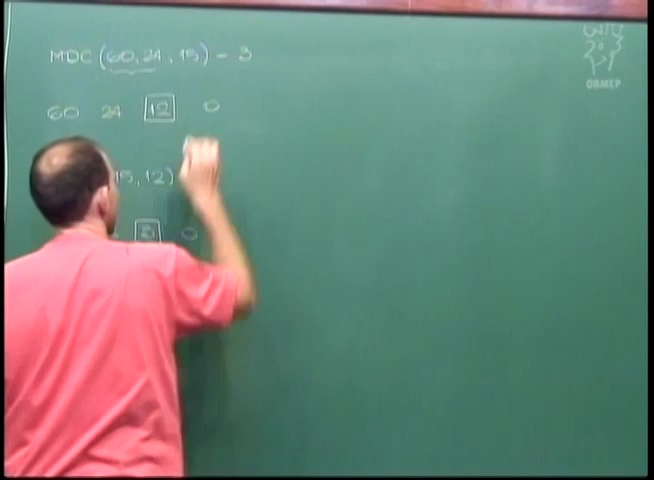 MDC (60, 24, 15) = 3
60 24 12 0
15, 12)
3 0
OBMEP